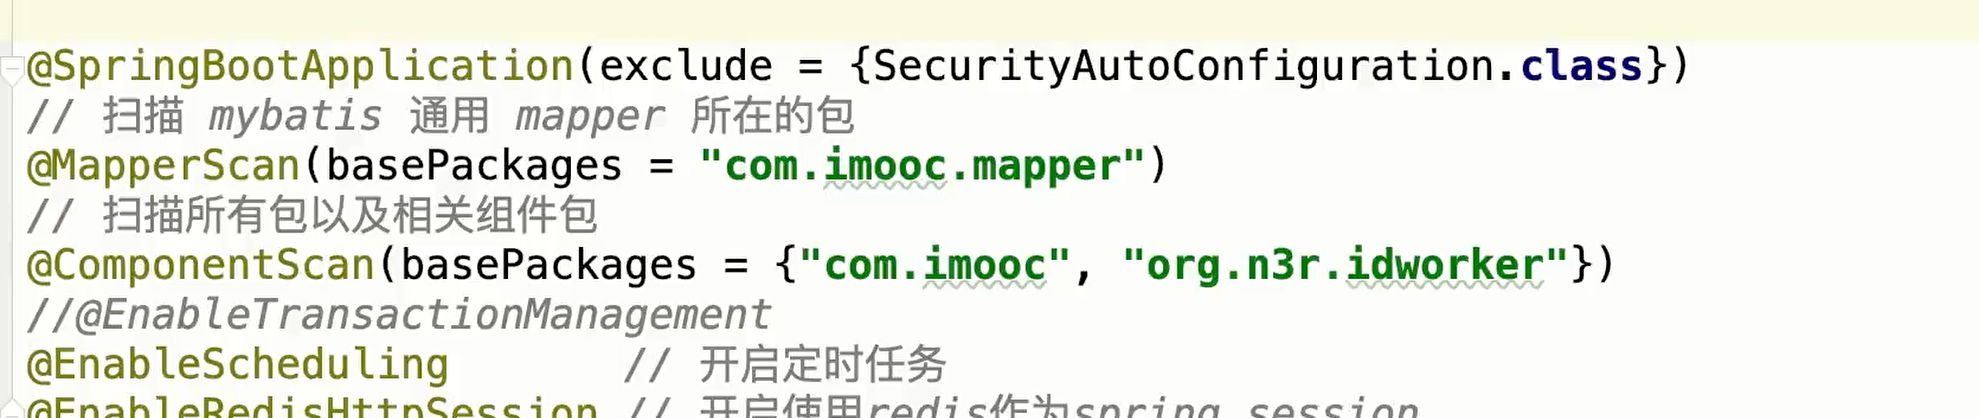 @SpringBootApplication(exclude = {SecurityAutoConfiguration.class})
// 扫描 mybatis 通用 mapper 所在的包
@MapperScan(basePackages = "com.imooc.mapper")
// 扫描所有包以及相关组件包
@ComponentScan(basePackages = {"com.imooc", "org.n3r.idworker"})
//@EnableTransactionManagement
@EnableScheduling // 开启定时任务
@EnableRedisHttpSession // 开启使用redis作为spring session